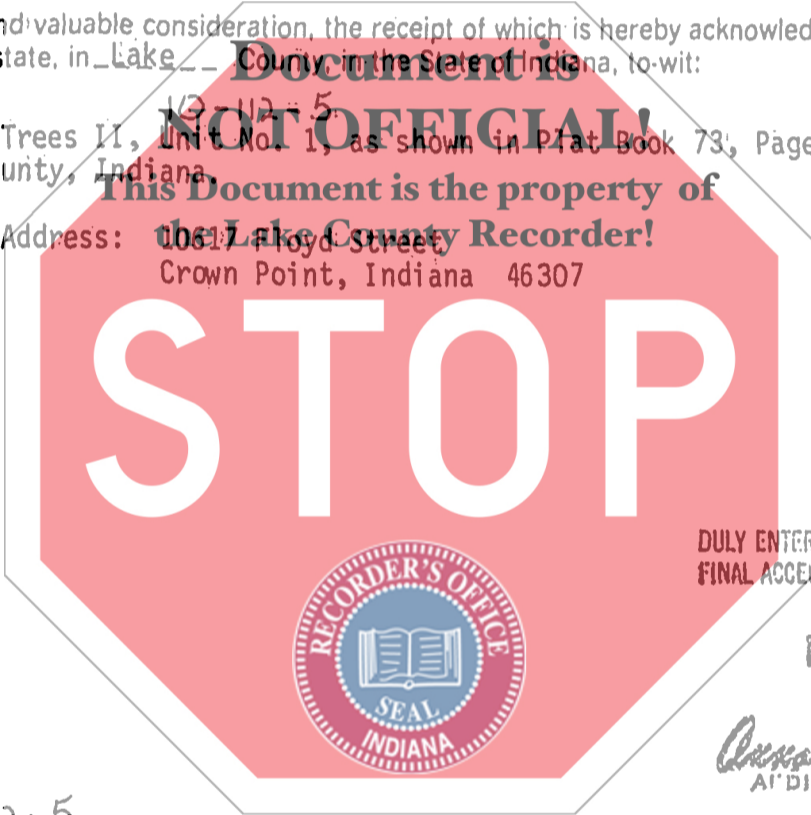 nd valuable consideration, the receipt of which is hereby acknowled
state, in Lake County, in the State of Indiana, to-wit:
Document is
NOT OFFICIAL!
Trees II, Unit No. 1, as shown in Plat Book 73, Page
unty, Indiana.
This Document is the property of
the Lake County Recorder!
Address: 10617 Floyd Street
Crown Point, Indiana 46307
STOP
DULY ENTER
FINAL ACCE
RECORDER'S OFFICE
SEAL
INDIANA